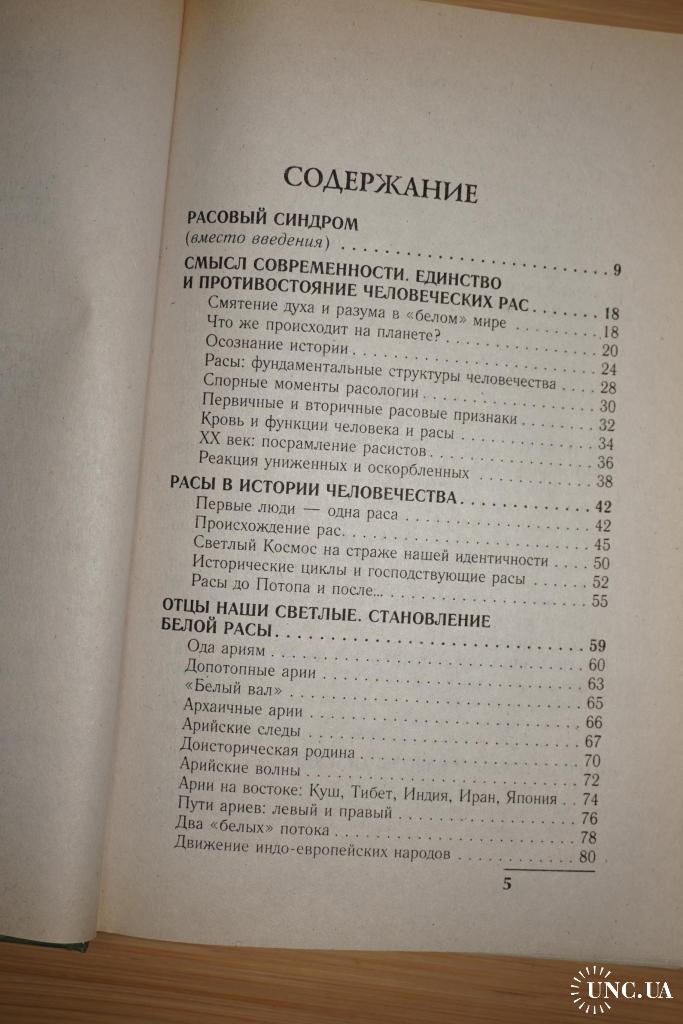 СОДЕРЖАНИЕ
РАСОВЫЙ СИНДРОМ
(вместо введения) . . . . . . . . . . . . . . . . . . . . 9
СМЫСЛ СОВРЕМЕННОСТИ. ЕДИНСТВО
И ПРОТИВОСТОЯНИЕ ЧЕЛОВЕЧЕСКИХ РАС . . . . . . . 18
Смятение духа и разума в «белом» мире . . . . . . . . . 18
Что же происходит на планете? . . . . . . . . . . . . . . 20
Осознание истории . . . . . . . . . . . . . . . . . . . . 24
Расы: фундаментальные структуры человечества . . . . 28
Спорные моменты расологии . . . . . . . . . . . . . . . . 30
Первичные и вторичные расовые признаки . . . . . . . . 32
Кровь и функции человека и расы . . . . . . . . . . . . . 34
XX век: посрамление расистов . . . . . . . . . . . . . . . 36
Реакция униженных и оскорбленных . . . . . . . . . . . . 38
РАСЫ В ИСТОРИИ ЧЕЛОВЕЧЕСТВА . . . . . . . . . . . . 42
Первые люди — одна раса . . . . . . . . . . . . . . . . . 42
Происхождение рас . . . . . . . . . . . . . . . . . . . . 45
Светлый Космос на страже нашей идентичности . . . . 50
Исторические циклы и господствующие расы . . . . . . 52
Расы до Потопа и после... . . . . . . . . . . . . . . . . 55
ОТЦЫ НАШИ СВЕТЛЫЕ. СТАНОВЛЕНИЕ
БЕЛОЙ РАСЫ . . . . . . . . . . . . . . . . . . . . . . . 59
Ода ариям . . . . . . . . . . . . . . . . . . . . . . . . 60
Допотопные арии . . . . . . . . . . . . . . . . . . . . . 63
«Белый вал» . . . . . . . . . . . . . . . . . . . . . . . 65
Архаичные арии . . . . . . . . . . . . . . . . . . . . . 66
Арийские следы . . . . . . . . . . . . . . . . . . . . . 67
Доисторическая родина . . . . . . . . . . . . . . . . . . 70
Арийские волны . . . . . . . . . . . . . . . . . . . . . 72
Арии на востоке: Куш, Тибет, Индия, Иран, Япония . . 74
Пути ариев: левый и правый . . . . . . . . . . . . . . . 76
Два «белых» потока . . . . . . . . . . . . . . . . . . . 78
Движение индо-европейских народов . . . . . . . . . . . 80
5
UNC.UA